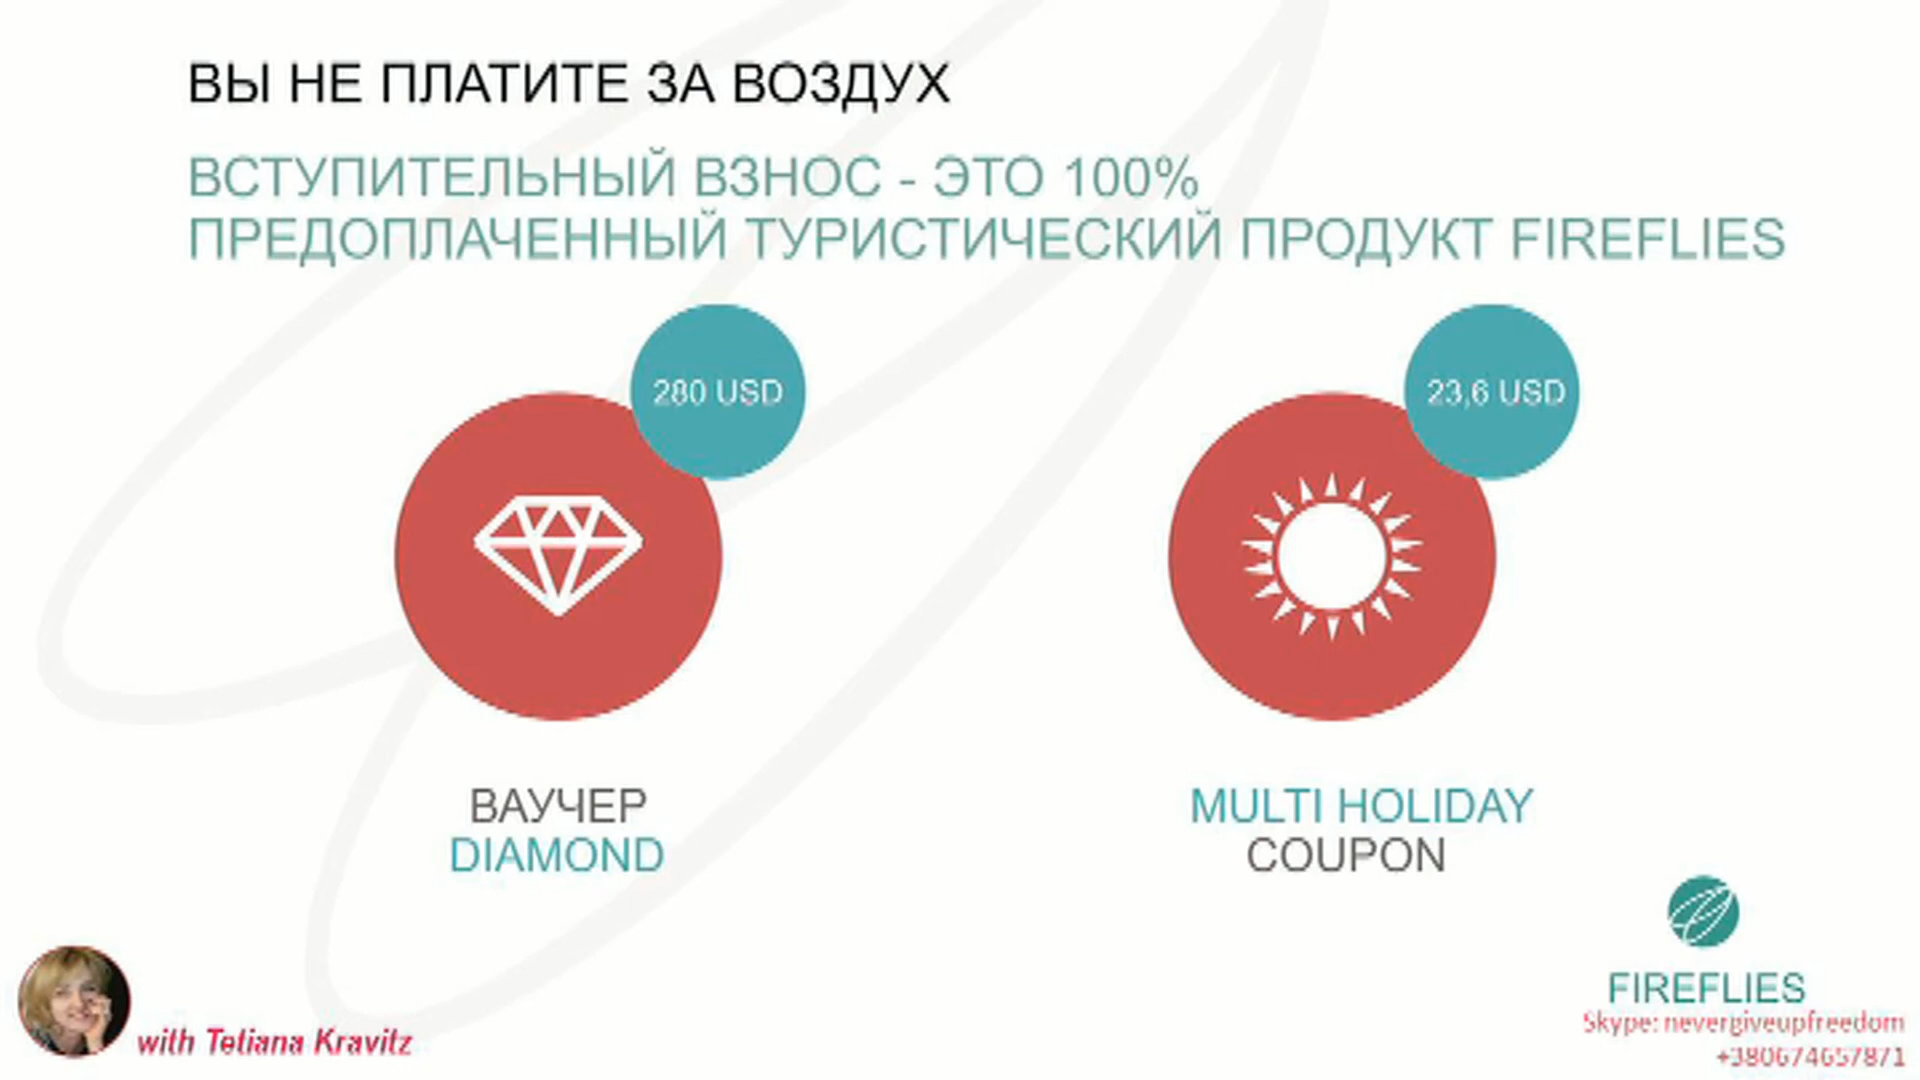 ВЫ НЕ ПЛАТИТЕ ЗА ВОЗДУХ
ВСТУПИТЕЛЬНЫЙ ВЗНОС - ЭТО 100%
ПРЕДОПЛАЧЕННЫЙ ТУРИСТИЧЕСКИЙ ПРОДУКТ FIREFLIES
280 USD
23,6 USD
ВАУЧЕР
DIAMOND
MULTI HOLIDAY
COUPON
FIREFLIES
with Tetiana Kravitz
Skype: nevergiveupfreedom
+380674657871